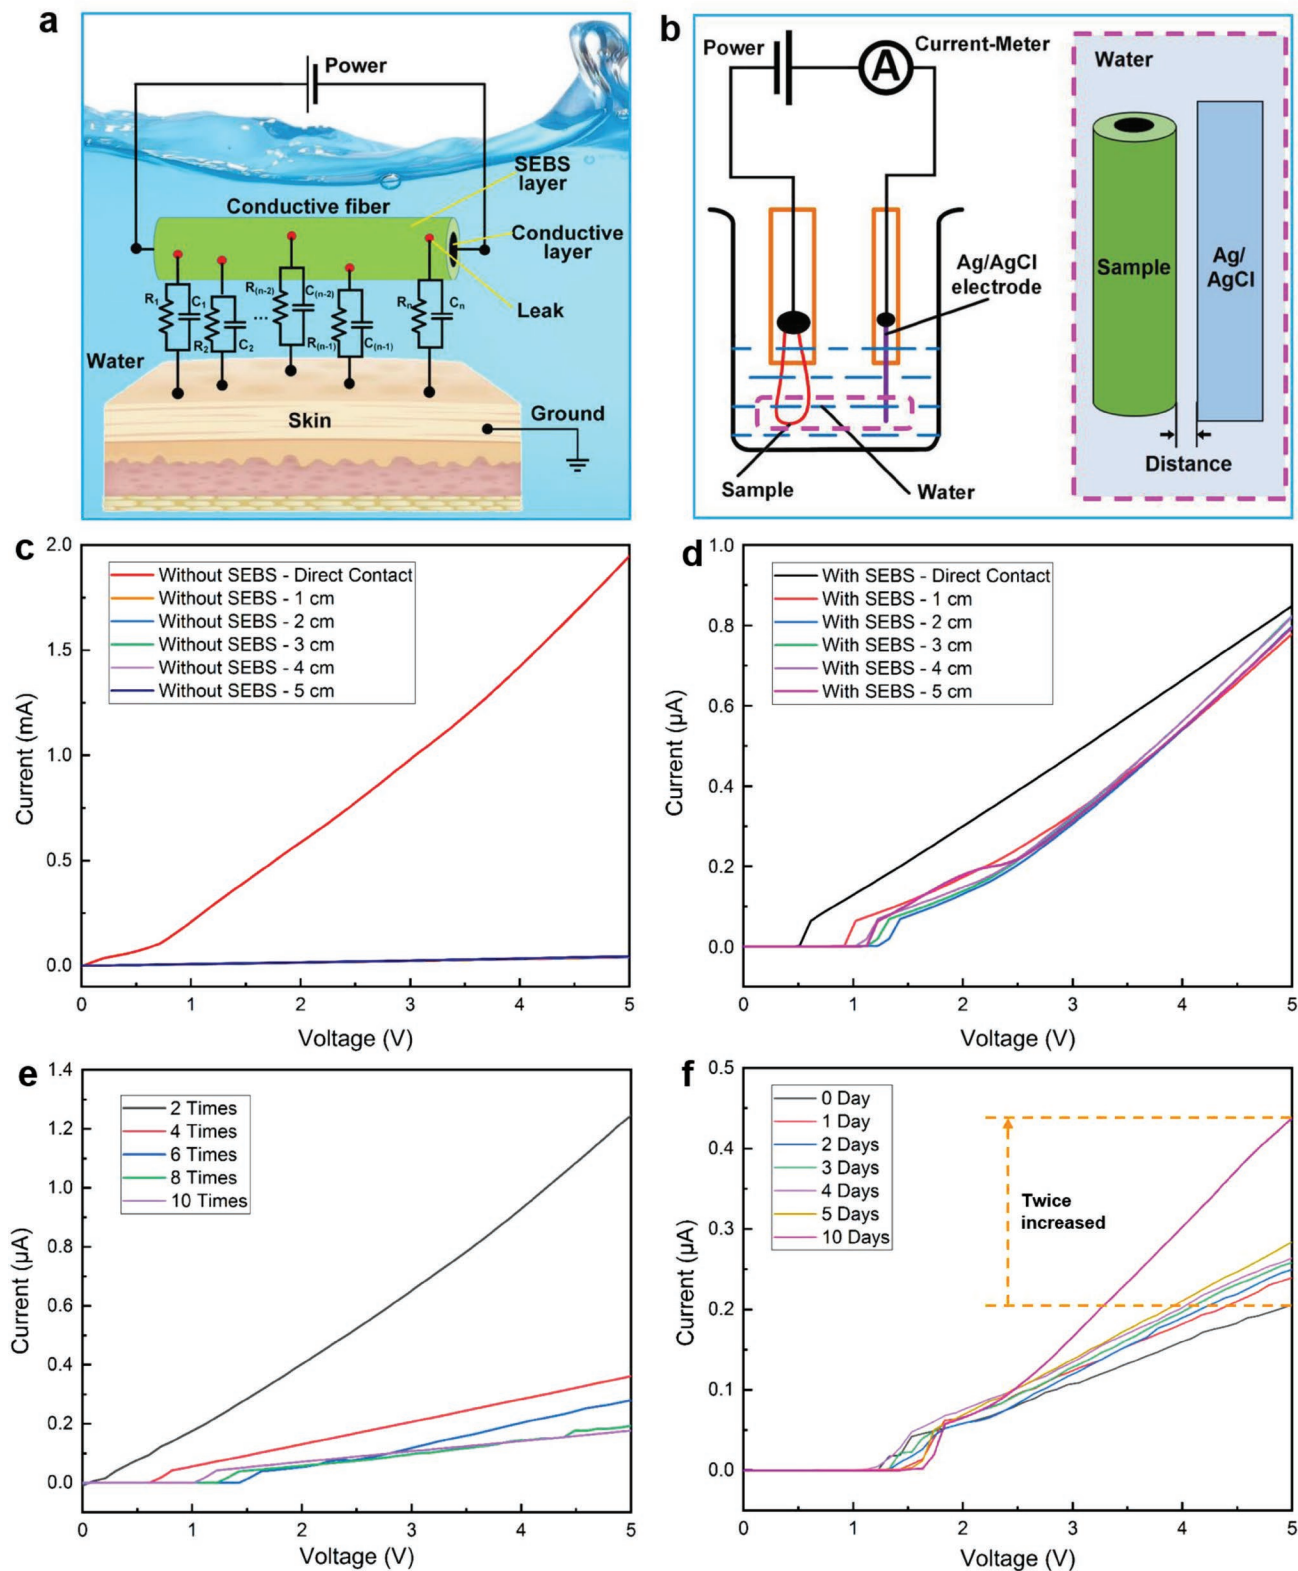 a
Power
SEBS
layer
Conductive fiber
Conductive
layer
R1
C1
R2
C2
...
R(n-2)
C(n-2)
R(n-1)
C(n-1)
Rn
Cn
Leak
Water
Skin
Ground
b
Power
Current-Meter
A
Ag/AgCl
electrode
Sample
Water
Water
Sample
Ag/
AgCl
Distance
c
2.0
1.5
1.0
0.5
0.0
Current (mA)
Without SEBS - Direct Contact
Without SEBS - 1 cm
Without SEBS - 2 cm
Without SEBS - 3 cm
Without SEBS - 4 cm
Without SEBS - 5 cm
0 1 2 3 4 5
Voltage (V)
d
1.0
0.8
0.6
0.4
0.2
0.0
Current (µA)
With SEBS - Direct Contact
With SEBS - 1 cm
With SEBS - 2 cm
With SEBS - 3 cm
With SEBS - 4 cm
With SEBS - 5 cm
0 1 2 3 4 5
Voltage (V)
e
1.4
1.2
1.0
0.8
0.6
0.4
0.2
0.0
Current (µA)
2 Times
4 Times
6 Times
8 Times
10 Times
0 1 2 3 4 5
Voltage (V)
f
0.5
0.4
0.3
0.2
0.1
0.0
Current (µA)
0 Day
1 Day
2 Days
3 Days
4 Days
5 Days
10 Days
Twice
increased
0 1 2 3 4 5
Voltage (V)